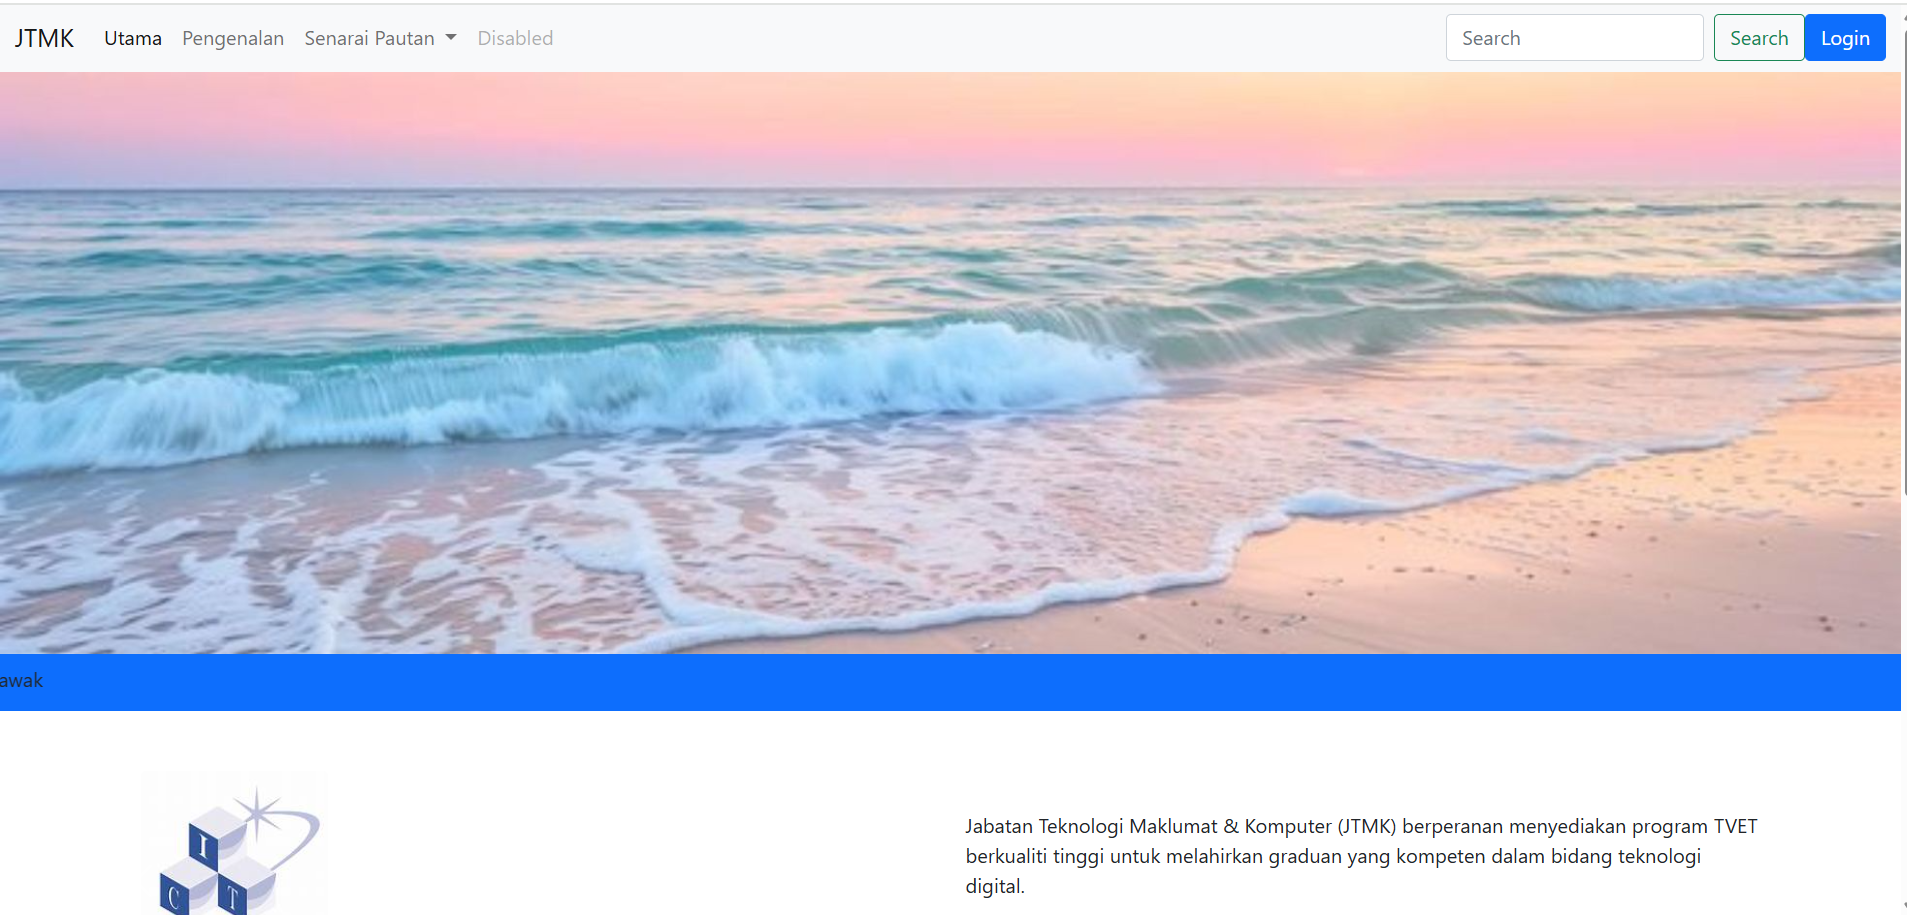 JTMK Utama Pengenalan Senarai Pautan Disabled Search Search Login
awak
I
C T
Jabatan Teknologi Maklumat & Komputer (JTMK) berperanan menyediakan program TVET
berkualiti tinggi untuk melahirkan graduan yang kompeten dalam bidang teknologi
digital.